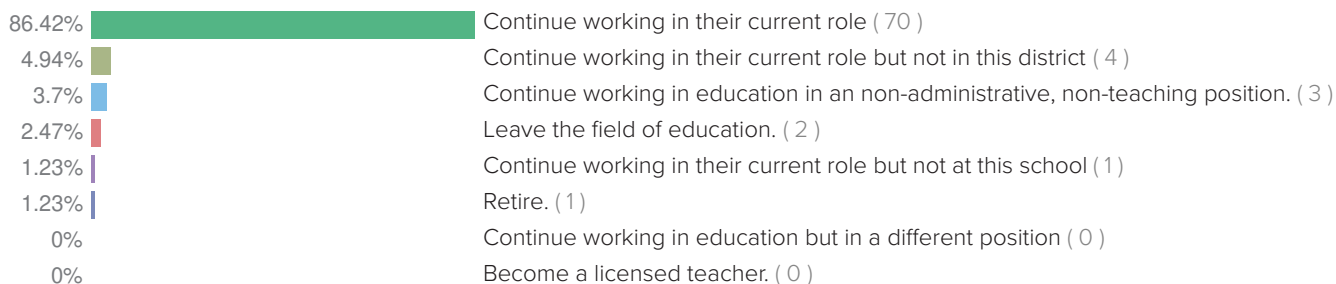 86.42% Continue working in their current role ( 70 )
4.94% Continue working in their current role but not in this district ( 4 )
3.7% Continue working in education in an non-administrative, non-teaching position. ( 3 )
2.47% Leave the field of education. ( 2 )
1.23% Continue working in their current role but not at this school ( 1 )
1.23% Retire. ( 1 )
0% Continue working in education but in a different position ( 0 )
0% Become a licensed teacher. ( 0 )